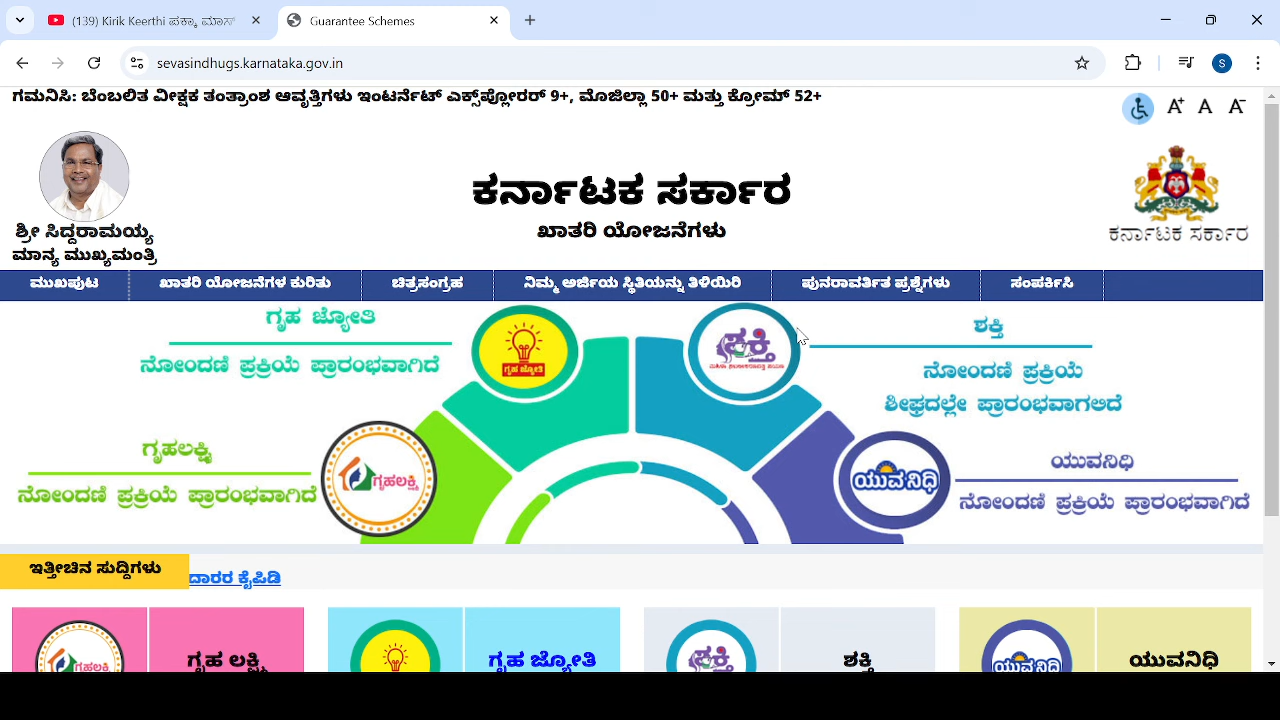 (139) Kirik Keerthi ಪಕ್ಕಾ ಮಾಸ್
Guarantee Schemes
sevasindhugs.karnataka.gov.in
S
ಗಮನಿಸಿ: ಬೆಂಬಲಿತ ವೀಕ್ಷಕ ತಂತ್ರಾಂಶ ಆವೃತ್ತಿಗಳು ಇಂಟರ್ನೆಟ್ ಎಕ್ಸ್‌ಪ್ಲೋರರ್ 9+, ಮೊಜಿಲ್ಲಾ 50+ ಮತ್ತು ಕ್ರೋಮ್ 52+
A+ A A-
ಕರ್ನಾಟಕ ಸರ್ಕಾರ
ಖಾತರಿ ಯೋಜನೆಗಳು
ಶ್ರೀ ಸಿದ್ದರಾಮಯ್ಯ
ಮಾನ್ಯ ಮುಖ್ಯಮಂತ್ರಿ
ಕರ್ನಾಟಕ ಸರ್ಕಾರ
ಮುಖಪುಟ ಖಾತರಿ ಯೋಜನೆಗಳ ಕುರಿತು ಚಿತ್ರಸಂಗ್ರಹ ನಿಮ್ಮ ಅರ್ಜಿಯ ಸ್ಥಿತಿಯನ್ನು ತಿಳಿಯಿರಿ ಪುನರಾವರ್ತಿತ ಪ್ರಶ್ನೆಗಳು ಸಂಪರ್ಕಿಸಿ
ಗೃಹ ಜ್ಯೋತಿ
ನೋಂದಣಿ ಪ್ರಕ್ರಿಯೆ ಪ್ರಾರಂಭವಾಗಿದೆ
ಗೃಹ ಜ್ಯೋತಿ
ಶಕ್ತಿ
ಶಕ್ತಿ
ನೋಂದಣಿ ಪ್ರಕ್ರಿಯೆ
ಶೀಘ್ರದಲ್ಲೇ ಪ್ರಾರಂಭವಾಗಲಿದೆ
ಗೃಹಲಕ್ಷ್ಮಿ
ನೋಂದಣಿ ಪ್ರಕ್ರಿಯೆ ಪ್ರಾರಂಭವಾಗಿದೆ
ಗೃಹಲಕ್ಷ್ಮಿ
ಯುವನಿಧಿ
ಯುವನಿಧಿ
ನೋಂದಣಿ ಪ್ರಕ್ರಿಯೆ ಪ್ರಾರಂಭವಾಗಿದೆ
ಇತ್ತೀಚಿನ ಸುದ್ದಿಗಳು
ದಾರರ ಕೈಪಿಡಿ
ಗೃಹಲಕ್ಷ್ಮಿ ಗೃಹ ಲಕ್ಷ್ಮಿ ಗೃಹ ಜ್ಯೋತಿ ಶಕ್ತಿ ಶಕ್ತಿ ಯುವನಿಧಿ ಯುವನಿಧಿ